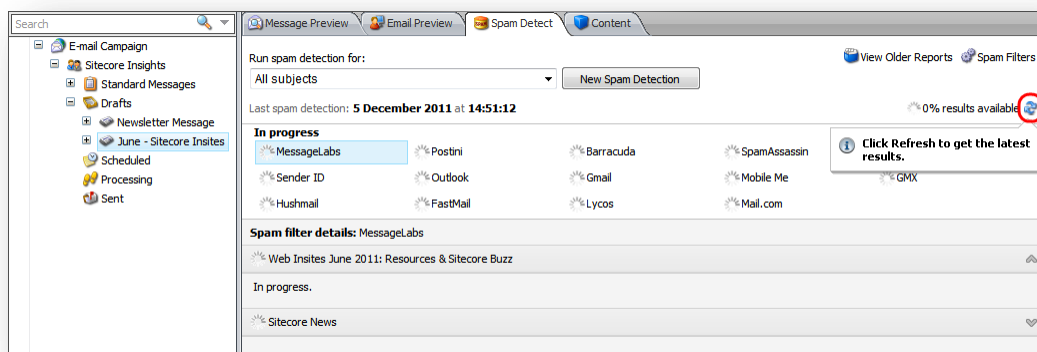 Search
E-mail Campaign
Sitecore Insights
Standard Messages
Drafts
Newsletter Message
June - Sitecore Insites
Scheduled
Processing
Sent
Message Preview
Email Preview
Spam Detect
Content
Run spam detection for:
View Older Reports
Spam Filters
All subjects
New Spam Detection
Last spam detection: 5 December 2011 at 14:51:12
0% results available
In progress
Click Refresh to get the latest
results.
MessageLabs
Postini
Barracuda
SpamAssassin
Sender ID
Outlook
Gmail
Mobile Me
GMX
Hushmail
FastMail
Lycos
Mail.com
Spam filter details: MessageLabs
Web Insites June 2011: Resources & Sitecore Buzz
In progress.
Sitecore News